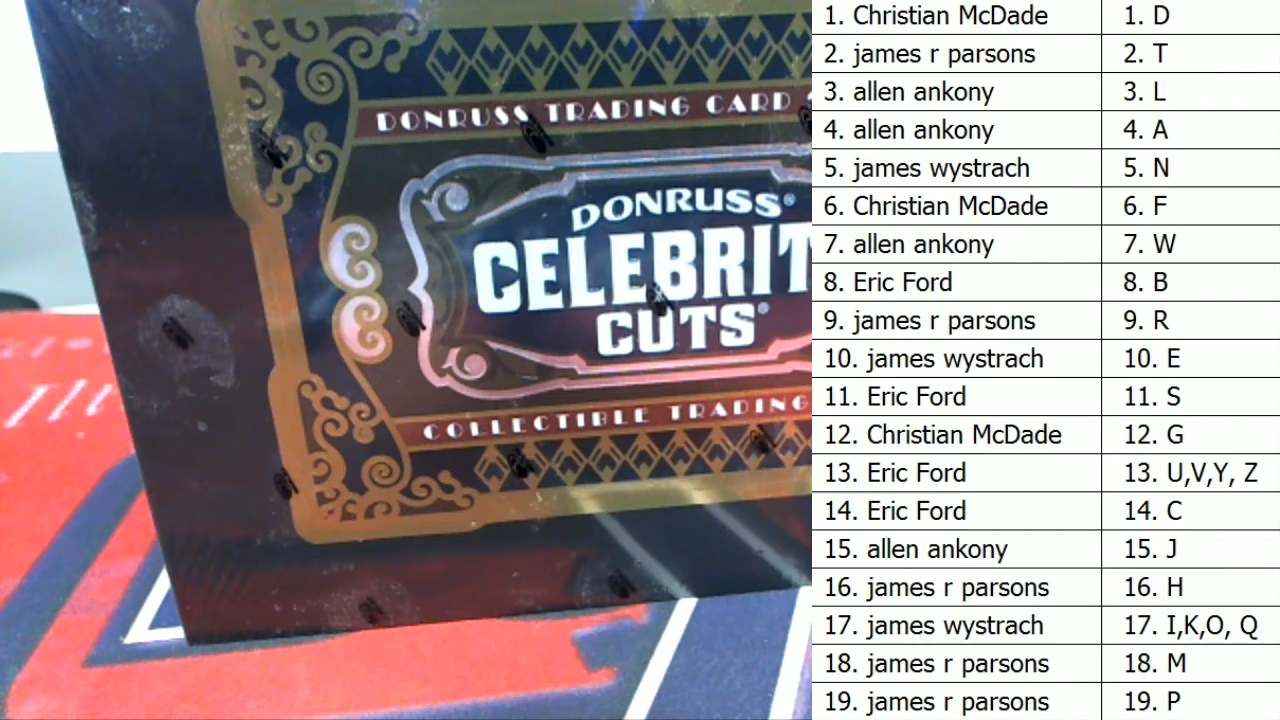 DONRUSS TRADING CARD
DONRUSS®
CELEBRIT
CUTS®
COLLECTIBLE TRADING
1. Christian McDade 1. D
2. james r parsons 2. T
3. allen ankony 3. L
4. allen ankony 4. A
5. james wystrach 5. N
6. Christian McDade 6. F
7. allen ankony 7. W
8. Eric Ford 8. B
9. james r parsons 9. R
10. james wystrach 10. E
11. Eric Ford 11. S
12. Christian McDade 12. G
13. Eric Ford 13. U,V,Y, Z
14. Eric Ford 14. C
15. allen ankony 15. J
16. james r parsons 16. H
17. james wystrach 17. I,K,O, Q
18. james r parsons 18. M
19. james r parsons 19. P